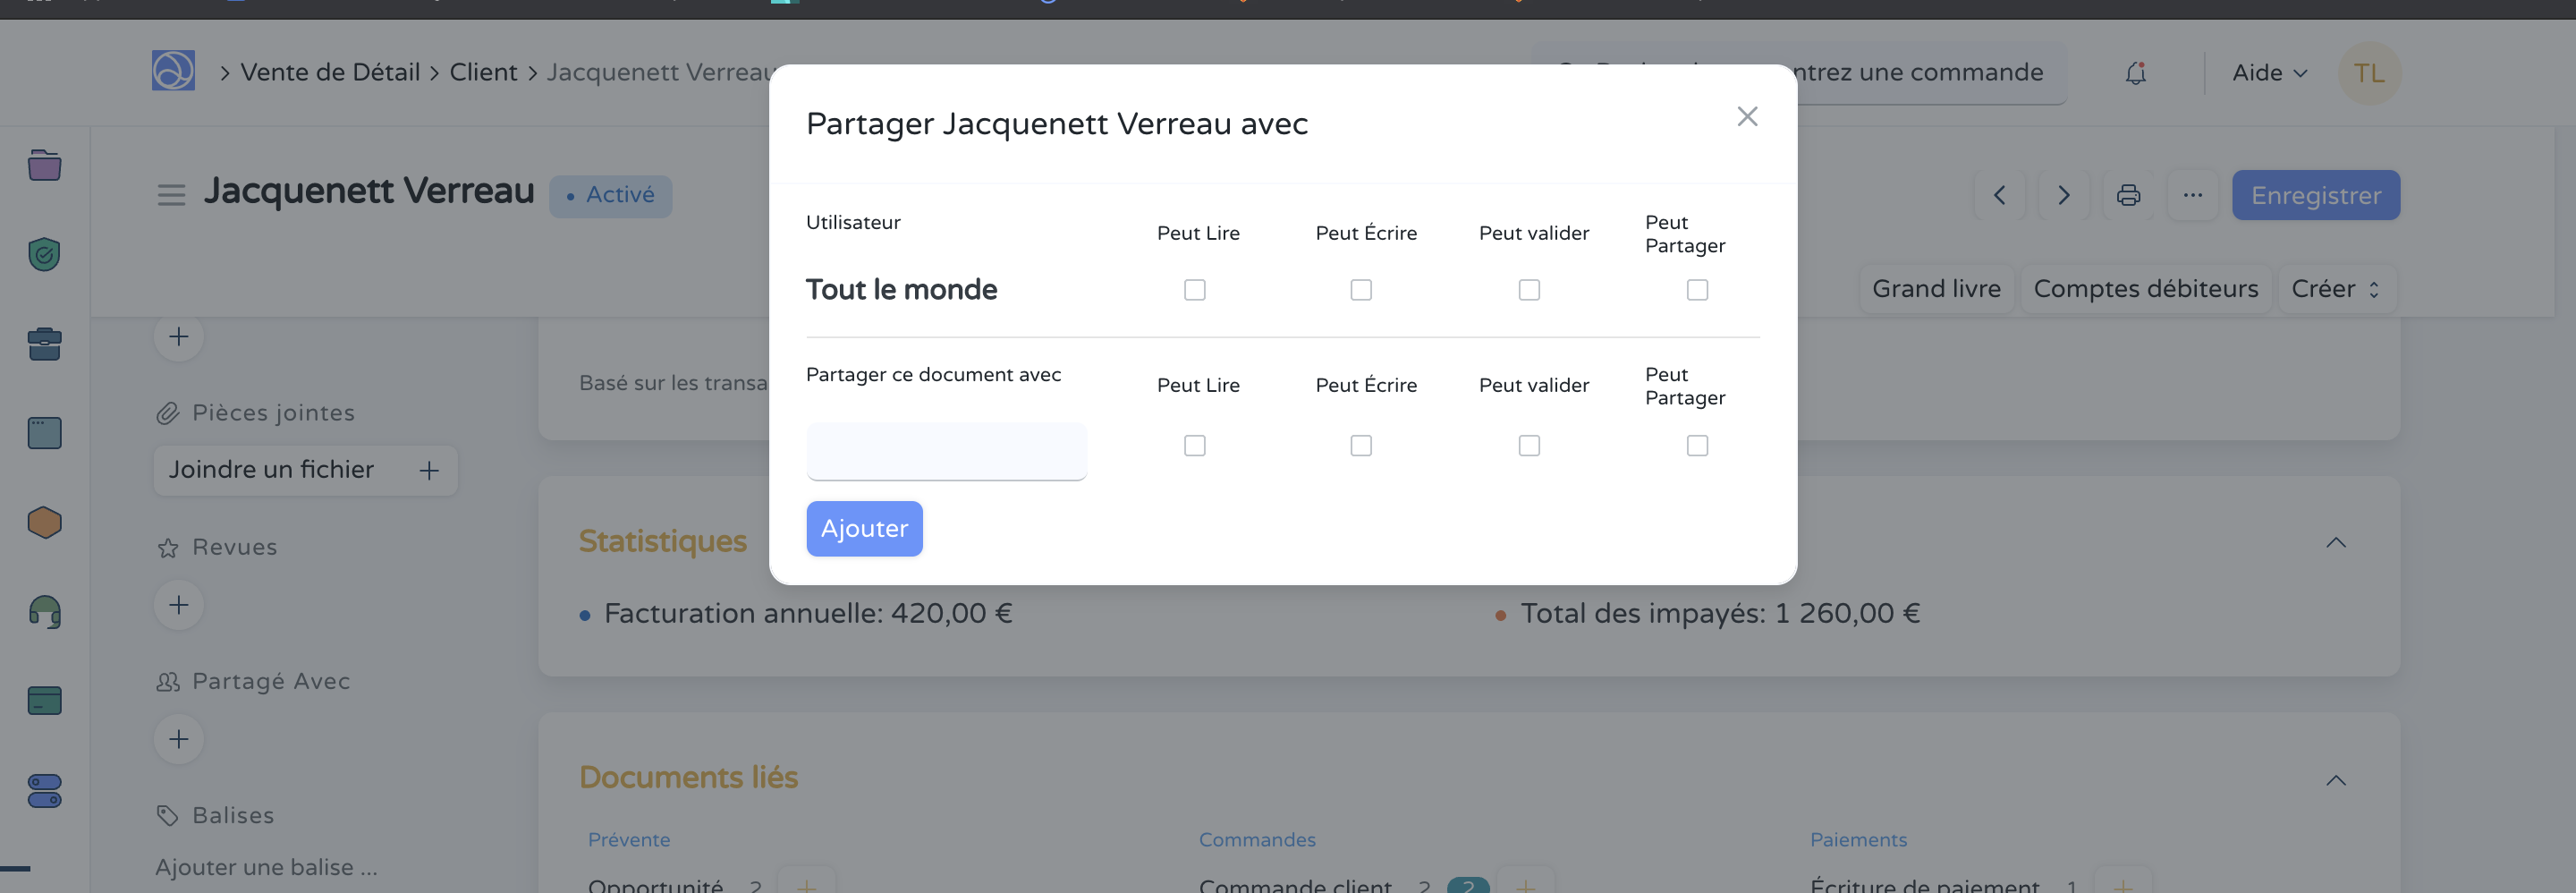 Vente de Détail
Client
Jacquenett Verreau
ntrez une commande
Aide
TL
Partager Jacquenett Verreau avec
Jacquenett Verreau
Activé
Enregistrer
Utilisateur
Peut Lire
Peut Écrire
Peut valider
Peut
Partager
Tout le monde
Grand livre
Comptes débiteurs
Créer
Partager ce document avec
Peut Lire
Peut Écrire
Peut valider
Peut
Partager
Basé sur les transa
Pièces jointes
Joindre un fichier
Ajouter
Revues
Statistiques
Facturation annuelle: 420,00 €
Total des impayés: 1 260,00 €
Partagé Avec
Documents liés
Balises
Prévente
Commandes
Paiements
Ajouter une balise ...
Opportunité 2
Commande client 2 2
Écriture de paiement 1